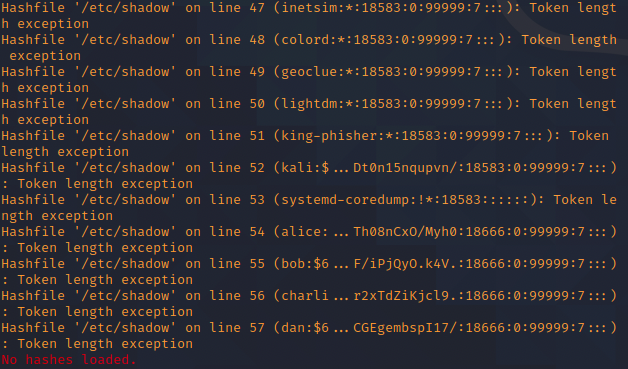 Hashfile '/etc/shadow' on line 47 (inetsim:*:18583:0:99999:7:::): Token lengt
h exception
Hashfile '/etc/shadow' on line 48 (colord:*:18583:0:99999:7:::): Token length
 exception
Hashfile '/etc/shadow' on line 49 (geoclue:*:18583:0:99999:7:::): Token lengt
h exception
Hashfile '/etc/shadow' on line 50 (lightdm:*:18583:0:99999:7:::): Token lengt
h exception
Hashfile '/etc/shadow' on line 51 (king-phisher:*:18583:0:99999:7:::): Token
length exception
Hashfile '/etc/shadow' on line 52 (kali:$...Dt0n15nqupvn/:18583:0:99999:7:::)
: Token length exception
Hashfile '/etc/shadow' on line 53 (systemd-coredump:!*:18583::::::): Token le
ngth exception
Hashfile '/etc/shadow' on line 54 (alice:...Th08nCxO/Myh0:18666:0:99999:7:::)
: Token length exception
Hashfile '/etc/shadow' on line 55 (bob:$6...F/iPjQyO.k4V.:18666:0:99999:7:::)
: Token length exception
Hashfile '/etc/shadow' on line 56 (charli...r2xTdZiKjcl9.:18666:0:99999:7:::)
: Token length exception
Hashfile '/etc/shadow' on line 57 (dan:$6...CGEgembspI17/:18666:0:99999:7:::)
: Token length exception
No hashes loaded.